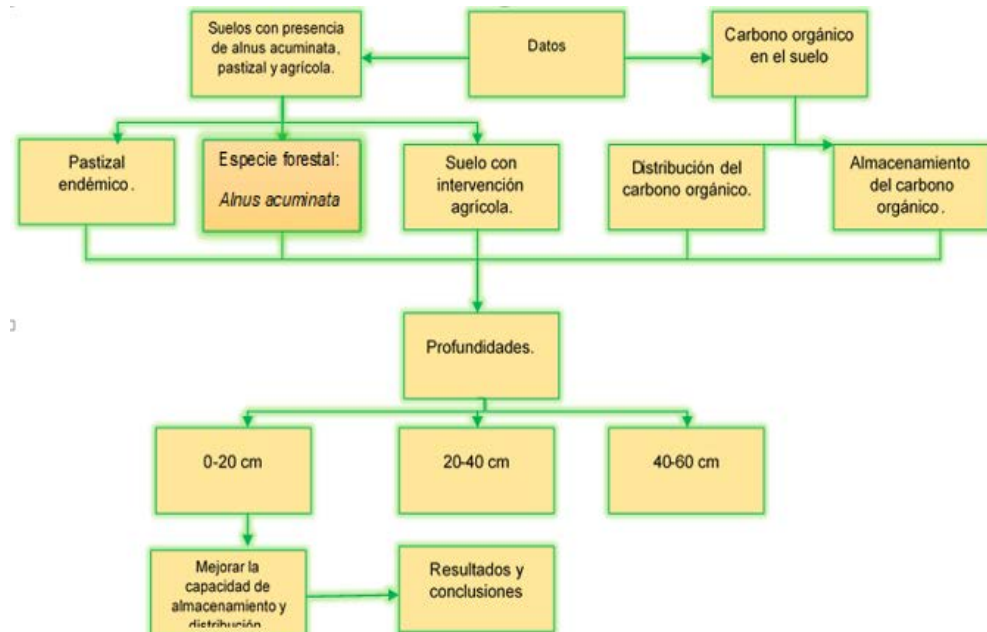 Suelos con presencia
de alnus acuminata,
pastizal y agrícola.
Datos
Carbono orgánico
en el suelo
Pastizal
endémico.
Especie forestal:
Alnus acuminata
Suelo con
intervención
agrícola.
Distribución del
carbono orgánico.
Almacenamiento
del carbono
orgánico.
Profundidades.
0-20 cm
20-40 cm
40-60 cm
Mejorar la
capacidad de
almacenamiento y
distribución
Resultados y
conclusiones